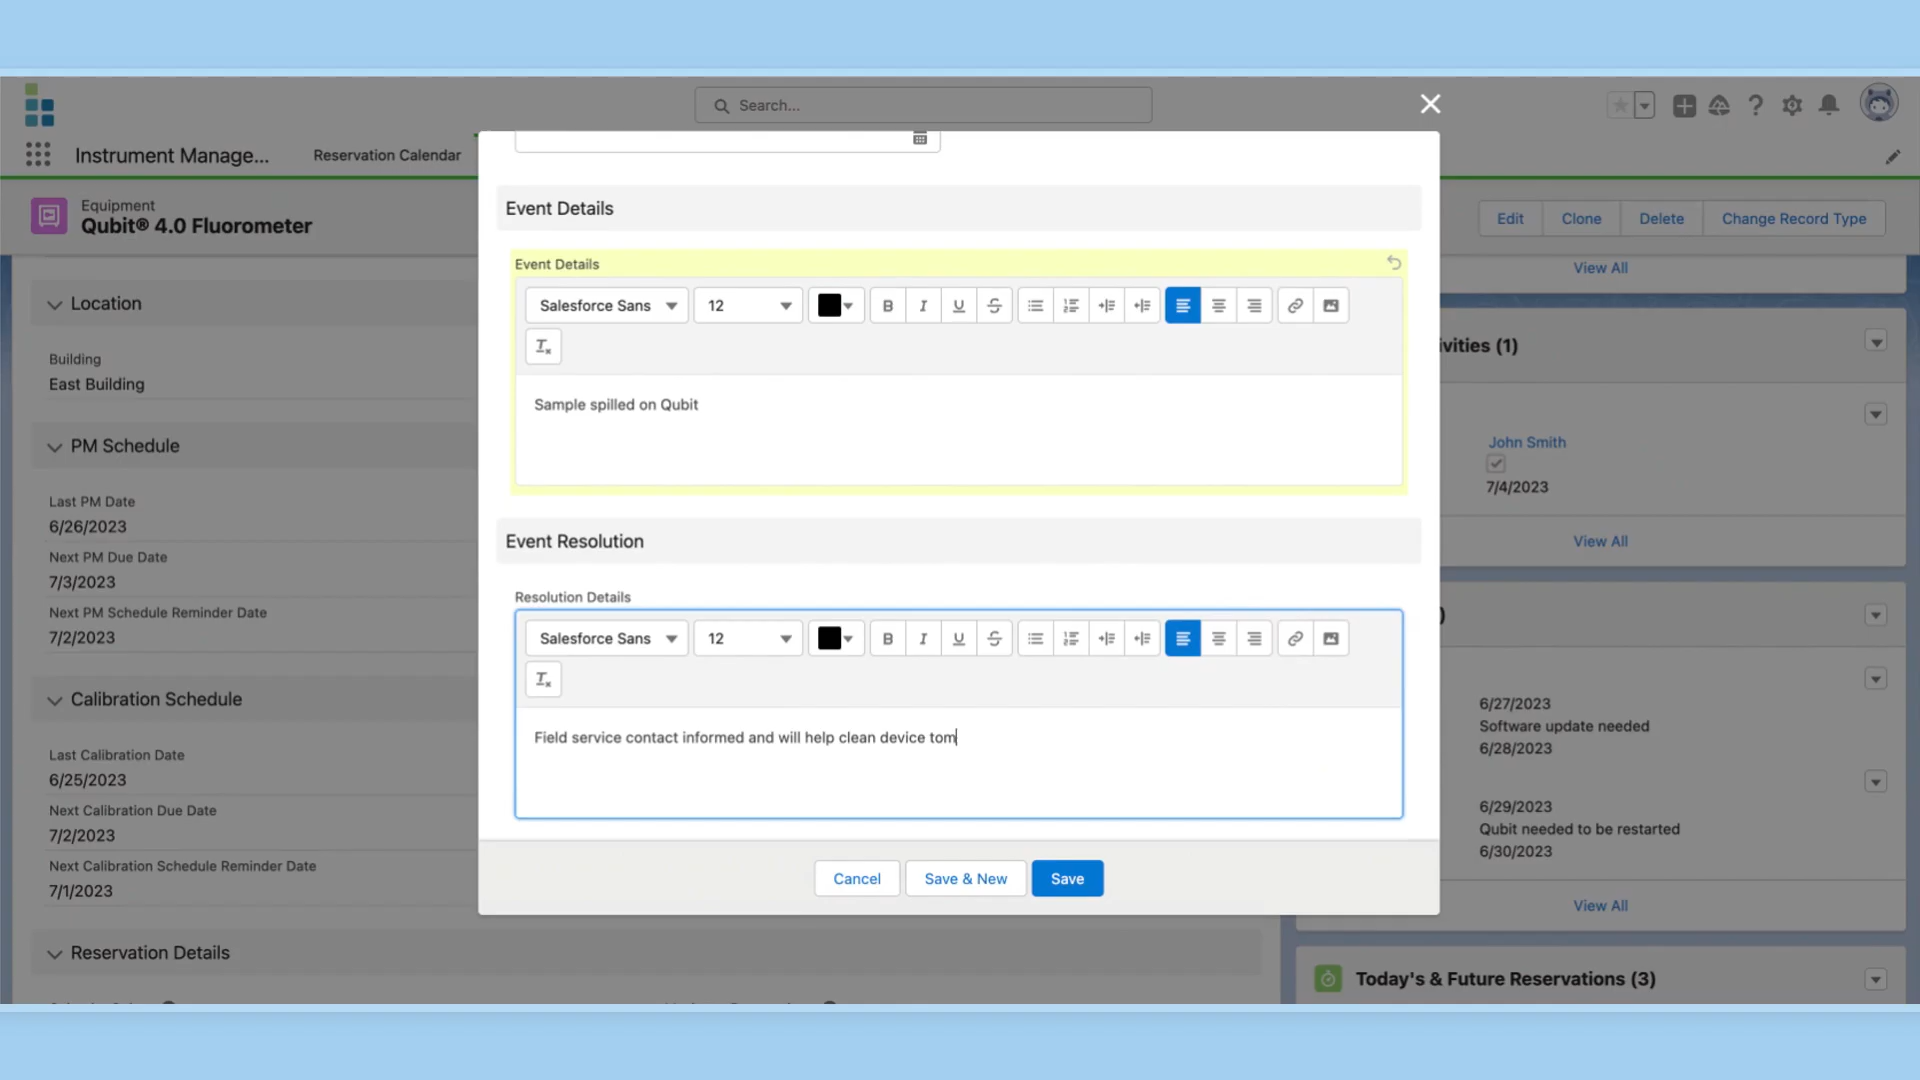 Search...
Instrument Manage...
Reservation Calendar
Equipment
Qubit® 4.0 Fluorometer
Edit
Clone
Delete
Change Record Type
Location
Building
East Building
PM Schedule
Last PM Date
6/26/2023
Next PM Due Date
7/3/2023
Next PM Schedule Reminder Date
7/2/2023
Calibration Schedule
Last Calibration Date
6/25/2023
Next Calibration Due Date
7/2/2023
Next Calibration Schedule Reminder Date
7/1/2023
Reservation Details
Event Details
Event Details
Salesforce Sans
12
Sample spilled on Qubit
Event Resolution
Resolution Details
Salesforce Sans
12
Field service contact informed and will help clean device tom
Cancel
Save & New
Save
View All
ivities (1)
John Smith
7/4/2023
View All
)
6/27/2023
Software update needed
6/28/2023
6/29/2023
Qubit needed to be restarted
6/30/2023
View All
Today's & Future Reservations (3)